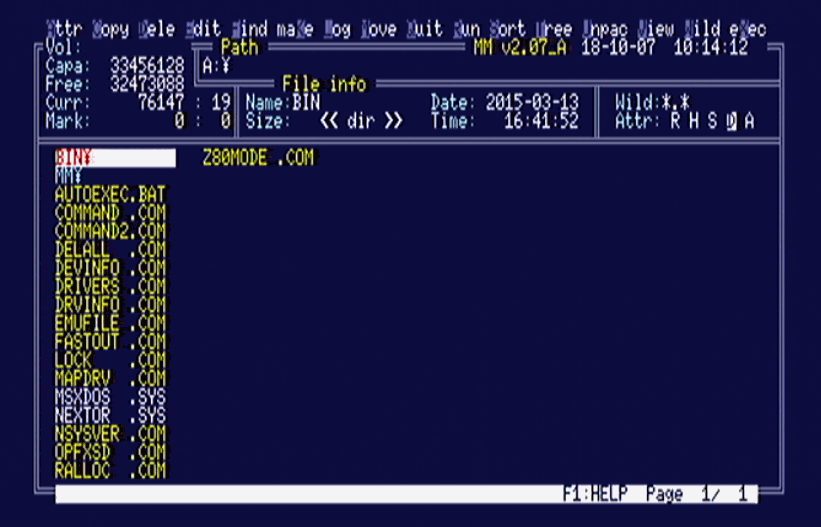 Attr Copy Dele Edit Find make Log Move Quit Run Sort Tree Unpac View Wild eXec
Vol:
Path
MM v2.07_A 18-10-07 10:14:12
Capa: 33456128
A:¥
Free: 32473088
File info
Curr: 76147 : 19
Name:BIN
Date: 2015-03-13
Wild:*.*
Mark: 0 : 0
Size: << dir >>
Time: 16:41:52
Attr: R H S D A
BIN¥
Z80MODE .COM
MM¥
AUTOEXEC.BAT
COMMAND .COM
COMMAND2.COM
DELALL .COM
DEVINFO .COM
DRIVERS .COM
DRVINFO .COM
EMUFILE .COM
FASTOUT .COM
LOCK .COM
MAPDRV .COM
MSXDOS .SYS
NEXTOR .SYS
NSYSVER .COM
OPFXSD .COM
RALLOC .COM
F1:HELP Page 1/ 1